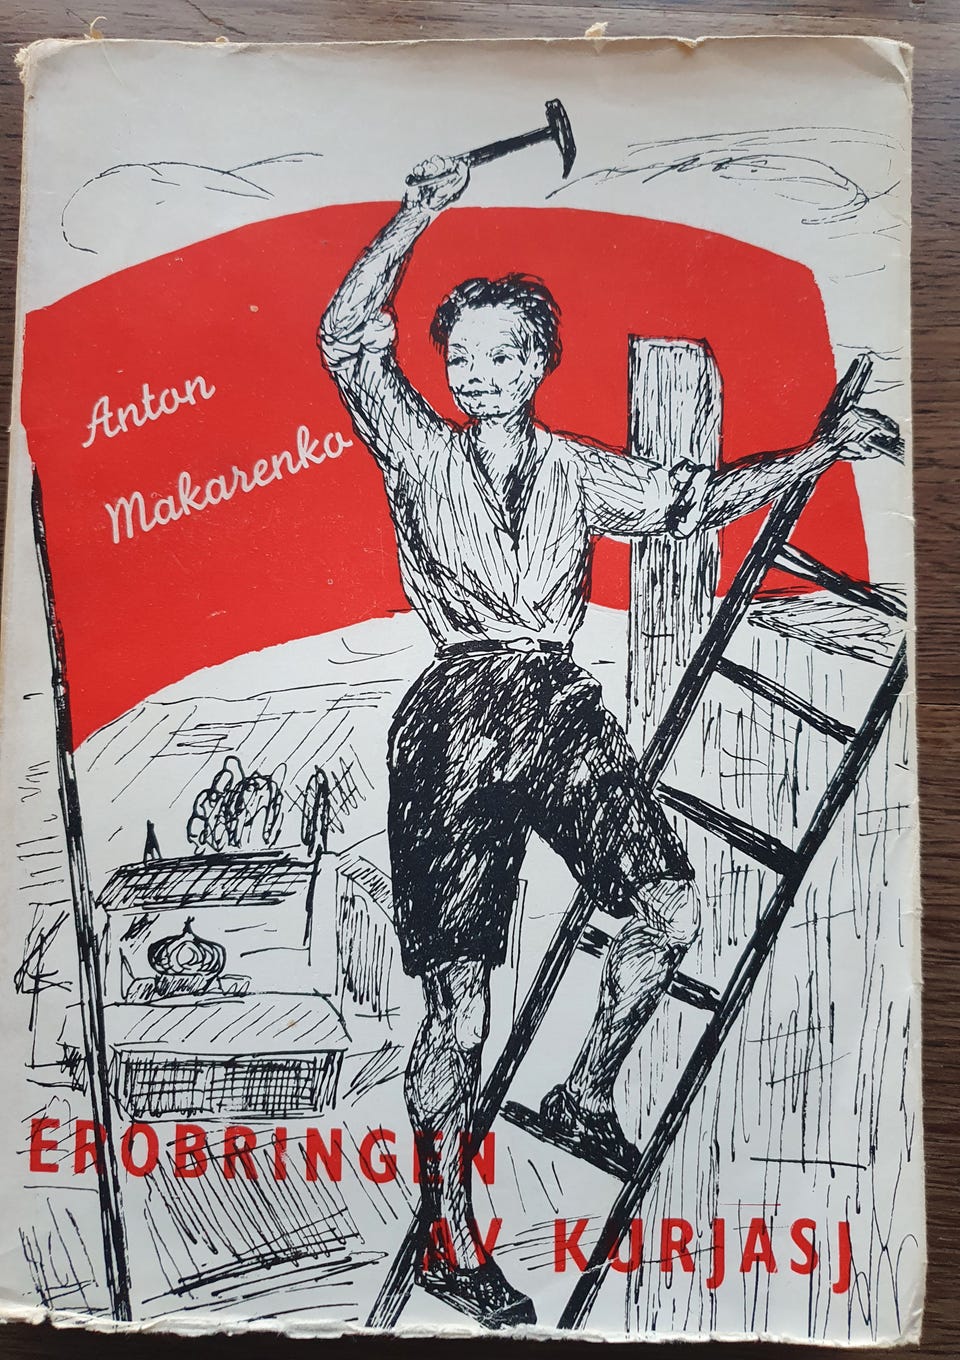 Anton
Makarenko
EROBRINGEN
AV KURJASJ